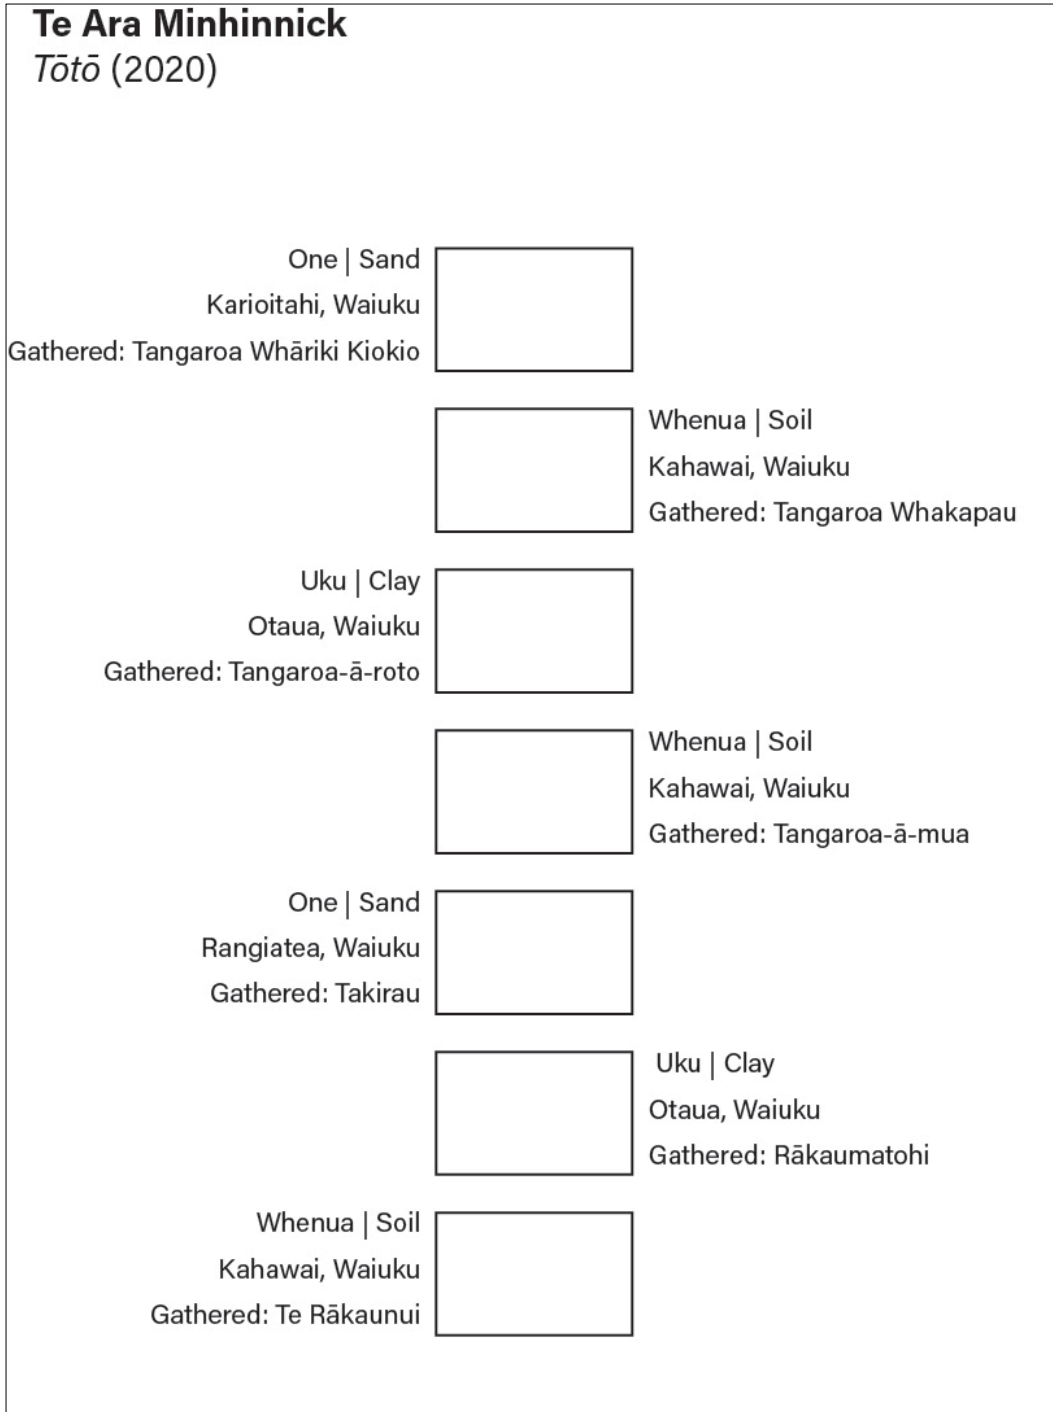 Te Ara Minhinnick
Tōtō (2020)
One | Sand
Karioitahi, Waiuku
Gathered: Tangaroa Whāriki Kiokio
Whenua | Soil
Kahawai, Waiuku
Gathered: Tangaroa Whakapau
Uku | Clay
Otaua, Waiuku
Gathered: Tangaroa-ā-roto
Whenua | Soil
Kahawai, Waiuku
Gathered: Tangaroa-ā-mua
One | Sand
Rangiatea, Waiuku
Gathered: Takirau
Uku | Clay
Otaua, Waiuku
Gathered: Rākaumatohi
Whenua | Soil
Kahawai, Waiuku
Gathered: Te Rākaunui